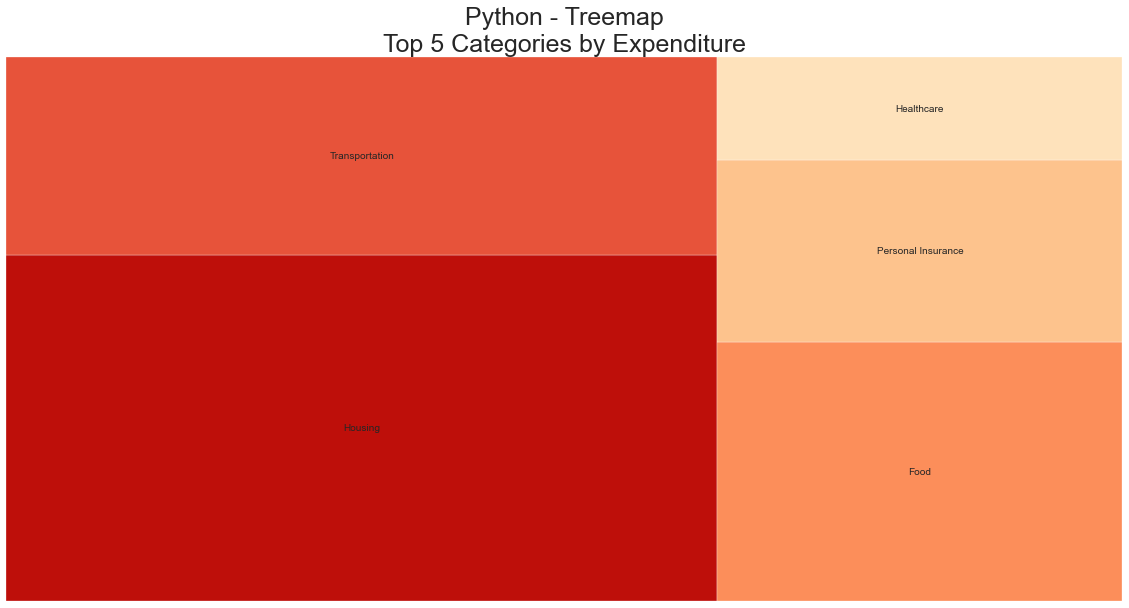 Python - Treemap
Top 5 Categories by Expenditure
Healthcare
Transportation
Personal Insurance
Housing
Food